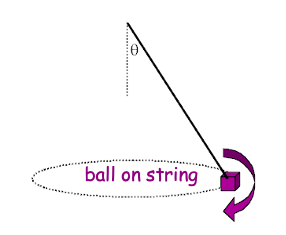 θ
ball on string